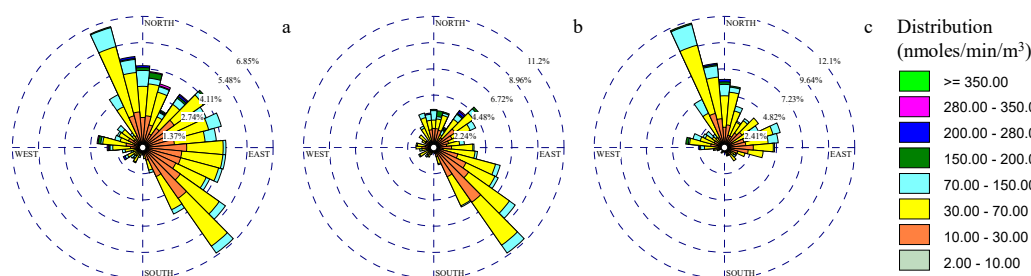 a
NORTH
6.85%
5.48%
4.11%
2.74%
1.37%
WEST
EAST
SOUTH
b
NORTH
11.2%
8.96%
6.72%
4.48%
2.24%
WEST
EAST
SOUTH
c
NORTH
12.1%
9.64%
7.23%
4.82%
2.41%
WEST
EAST
SOUTH
Distribution
(nmoles/min/m³)
>= 350.00
280.00 - 350.0
200.00 - 280.0
150.00 - 200.0
70.00 - 150.00
30.00 - 70.00
10.00 - 30.00
2.00 - 10.00